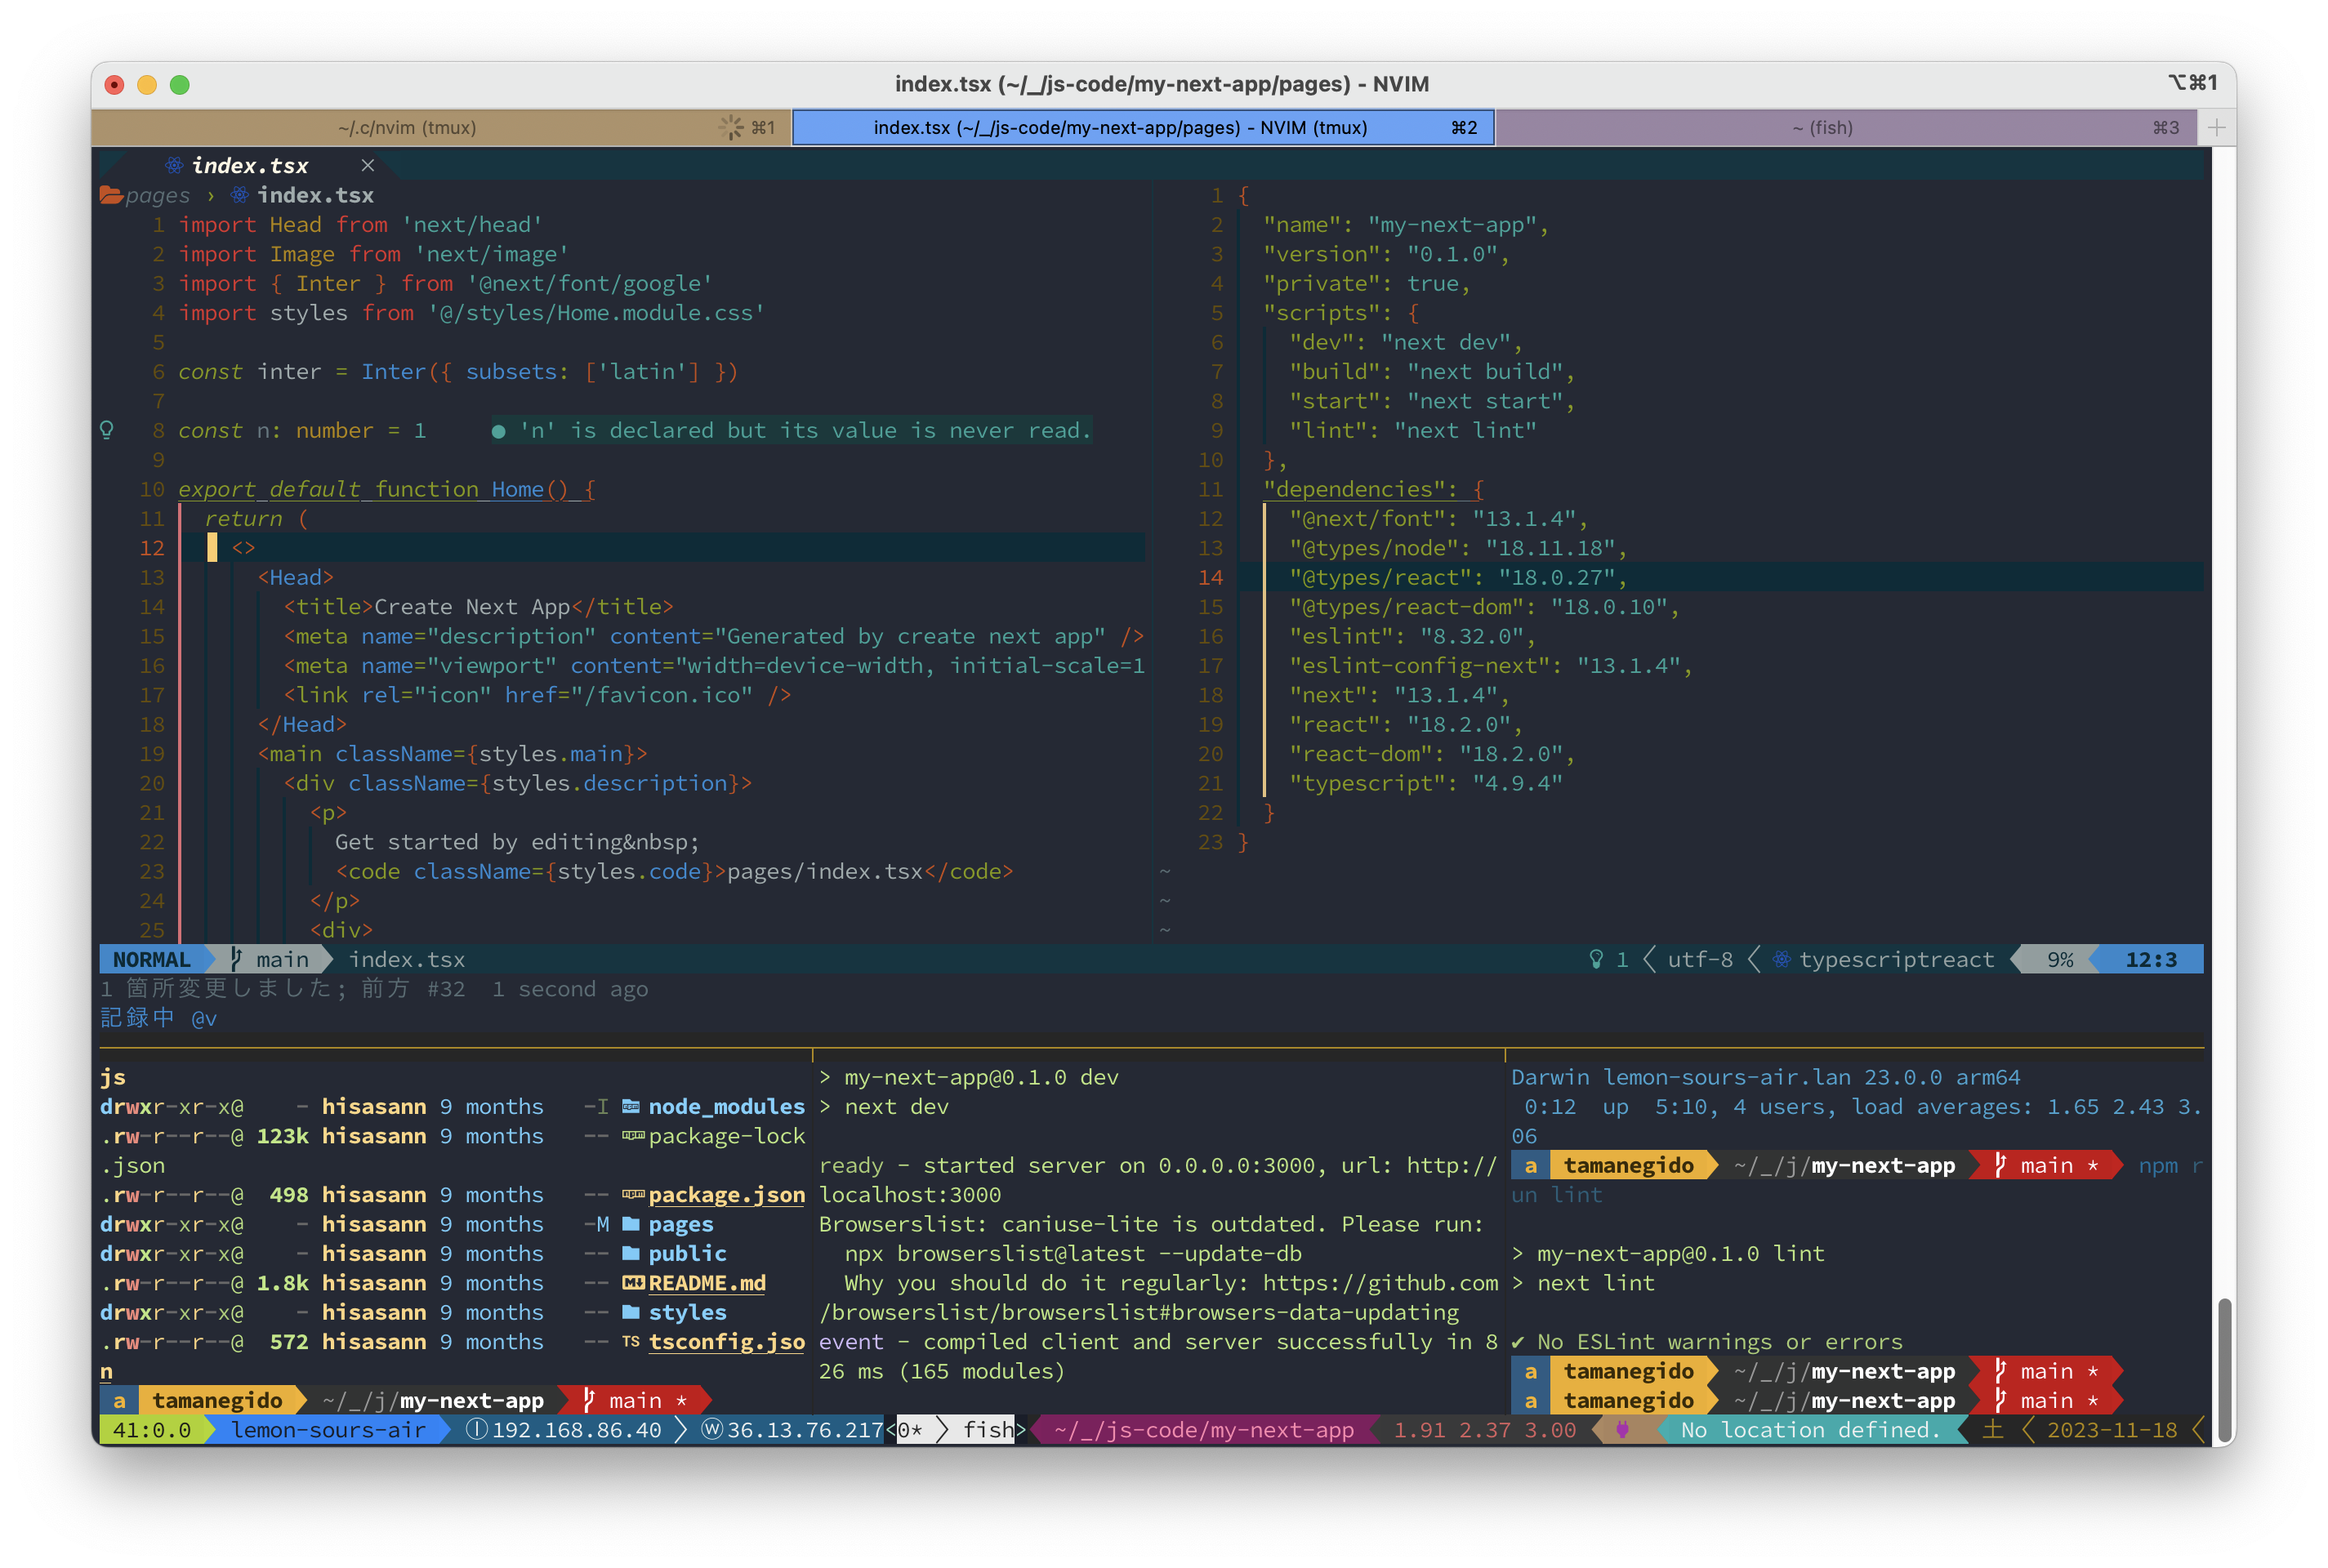 index.tsx (~/_/js-code/my-next-app/pages) - NVIM
⌥⌘1
~/.c/nvim (tmux) ⌘1
index.tsx (~/_/js-code/my-next-app/pages) - NVIM (tmux) ⌘2
~ (fish) ⌘3
index.tsx ×
pages › index.tsx
1 import Head from 'next/head'
2 import Image from 'next/image'
3 import { Inter } from '@next/font/google'
4 import styles from '@/styles/Home.module.css'
5
6 const inter = Inter({ subsets: ['latin'] })
7
8 const n: number = 1 ● 'n' is declared but its value is never read.
9
10 export default function Home() {
11 return (
12 <>
13 <Head>
14 <title>Create Next App</title>
15 <meta name="description" content="Generated by create next app" />
16 <meta name="viewport" content="width=device-width, initial-scale=1
17 <link rel="icon" href="/favicon.ico" />
18 </Head>
19 <main className={styles.main}>
20 <div className={styles.description}>
21 <p>
22 Get started by editing&nbsp;
23 <code className={styles.code}>pages/index.tsx</code>
24 </p>
25 <div>
1 {
2 "name": "my-next-app",
3 "version": "0.1.0",
4 "private": true,
5 "scripts": {
6 "dev": "next dev",
7 "build": "next build",
8 "start": "next start",
9 "lint": "next lint"
10 },
11 "dependencies": {
12 "@next/font": "13.1.4",
13 "@types/node": "18.11.18",
14 "@types/react": "18.0.27",
15 "@types/react-dom": "18.0.10",
16 "eslint": "8.32.0",
17 "eslint-config-next": "13.1.4",
18 "next": "13.1.4",
19 "react": "18.2.0",
20 "react-dom": "18.2.0",
21 "typescript": "4.9.4"
22 }
23 }
~
~
~
NORMAL main index.tsx 1 utf-8 typescriptreact 9% 12:3
1 箇所変更しました; 前方 #32 1 second ago
記録中 @v
js
drwxr-xr-x@ - hisasann 9 months -I node_modules
.rw-r--r--@ 123k hisasann 9 months -- package-lock
.json
.rw-r--r--@ 498 hisasann 9 months -- package.json
drwxr-xr-x@ - hisasann 9 months -M pages
drwxr-xr-x@ - hisasann 9 months -- public
.rw-r--r--@ 1.8k hisasann 9 months -- README.md
drwxr-xr-x@ - hisasann 9 months -- styles
.rw-r--r--@ 572 hisasann 9 months -- TS tsconfig.jso
n
a tamanegido ~/_/j/my-next-app main *
> my-next-app@0.1.0 dev
> next dev
ready - started server on 0.0.0.0:3000, url: http://
localhost:3000
Browserslist: caniuse-lite is outdated. Please run:
npx browserslist@latest --update-db
Why you should do it regularly: https://github.com
/browserslist/browserslist#browsers-data-updating
event - compiled client and server successfully in 8
26 ms (165 modules)
Darwin lemon-sours-air.lan 23.0.0 arm64
0:12 up 5:10, 4 users, load averages: 1.65 2.43 3.
06
a tamanegido ~/_/j/my-next-app main * npm r
un lint
> my-next-app@0.1.0 lint
> next lint
✔ No ESLint warnings or errors
a tamanegido ~/_/j/my-next-app main *
a tamanegido ~/_/j/my-next-app main *
41:0.0 lemon-sours-air Ⓛ192.168.86.40 Ⓦ36.13.76.217<0* fish> ~/_/js-code/my-next-app 1.91 2.37 3.00 No location defined. 土 2023-11-18